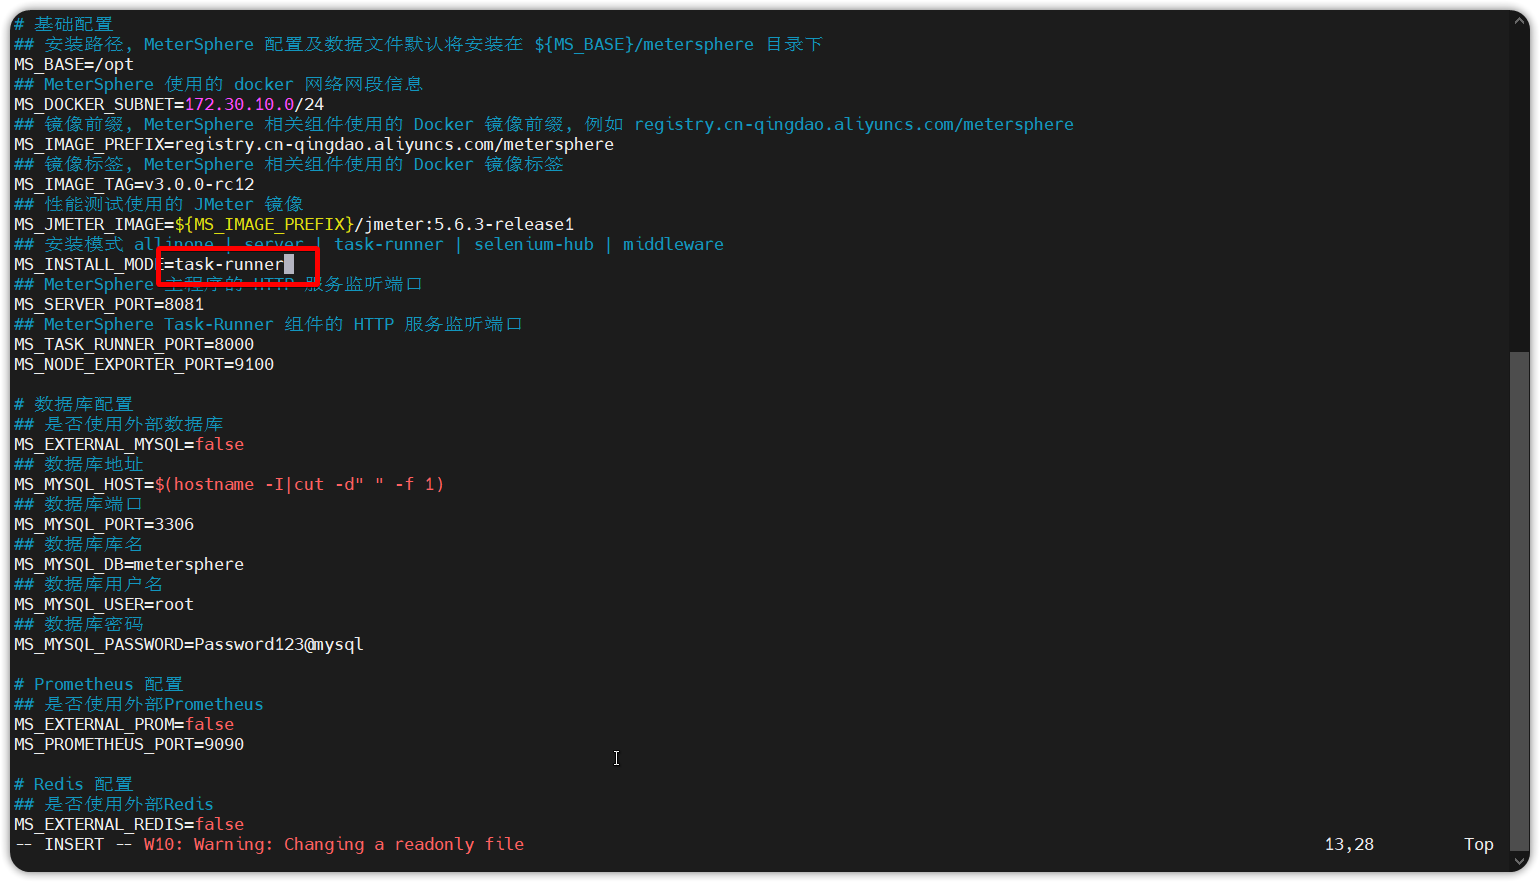 # 基础配置
## 安装路径, MeterSphere 配置及数据文件默认将安装在 ${MS_BASE}/metersphere 目录下
MS_BASE=/opt
## MeterSphere 使用的 docker 网络网段信息
MS_DOCKER_SUBNET=172.30.10.0/24
## 镜像前缀, MeterSphere 相关组件使用的 Docker 镜像前缀, 例如 registry.cn-qingdao.aliyuncs.com/metersphere
MS_IMAGE_PREFIX=registry.cn-qingdao.aliyuncs.com/metersphere
## 镜像标签, MeterSphere 相关组件使用的 Docker 镜像标签
MS_IMAGE_TAG=v3.0.0-rc12
## 性能测试使用的 JMeter 镜像
MS_JMETER_IMAGE=${MS_IMAGE_PREFIX}/jmeter:5.6.3-release1
## 安装模式 allinone | server | task-runner | selenium-hub | middleware
MS_INSTALL_MODE=task-runner
## MeterSphere 主程序的 HTTP 服务监听端口
MS_SERVER_PORT=8081
## MeterSphere Task-Runner 组件的 HTTP 服务监听端口
MS_TASK_RUNNER_PORT=8000
MS_NODE_EXPORTER_PORT=9100
# 数据库配置
## 是否使用外部数据库
MS_EXTERNAL_MYSQL=false
## 数据库地址
MS_MYSQL_HOST=$(hostname -I|cut -d" " -f 1)
## 数据库端口
MS_MYSQL_PORT=3306
## 数据库库名
MS_MYSQL_DB=metersphere
## 数据库用户名
MS_MYSQL_USER=root
## 数据库密码
MS_MYSQL_PASSWORD=Password123@mysql
# Prometheus 配置
## 是否使用外部Prometheus
MS_EXTERNAL_PROM=false
MS_PROMETHEUS_PORT=9090
# Redis 配置
## 是否使用外部Redis
MS_EXTERNAL_REDIS=false
-- INSERT -- W10: Warning: Changing a readonly file 13,28 Top